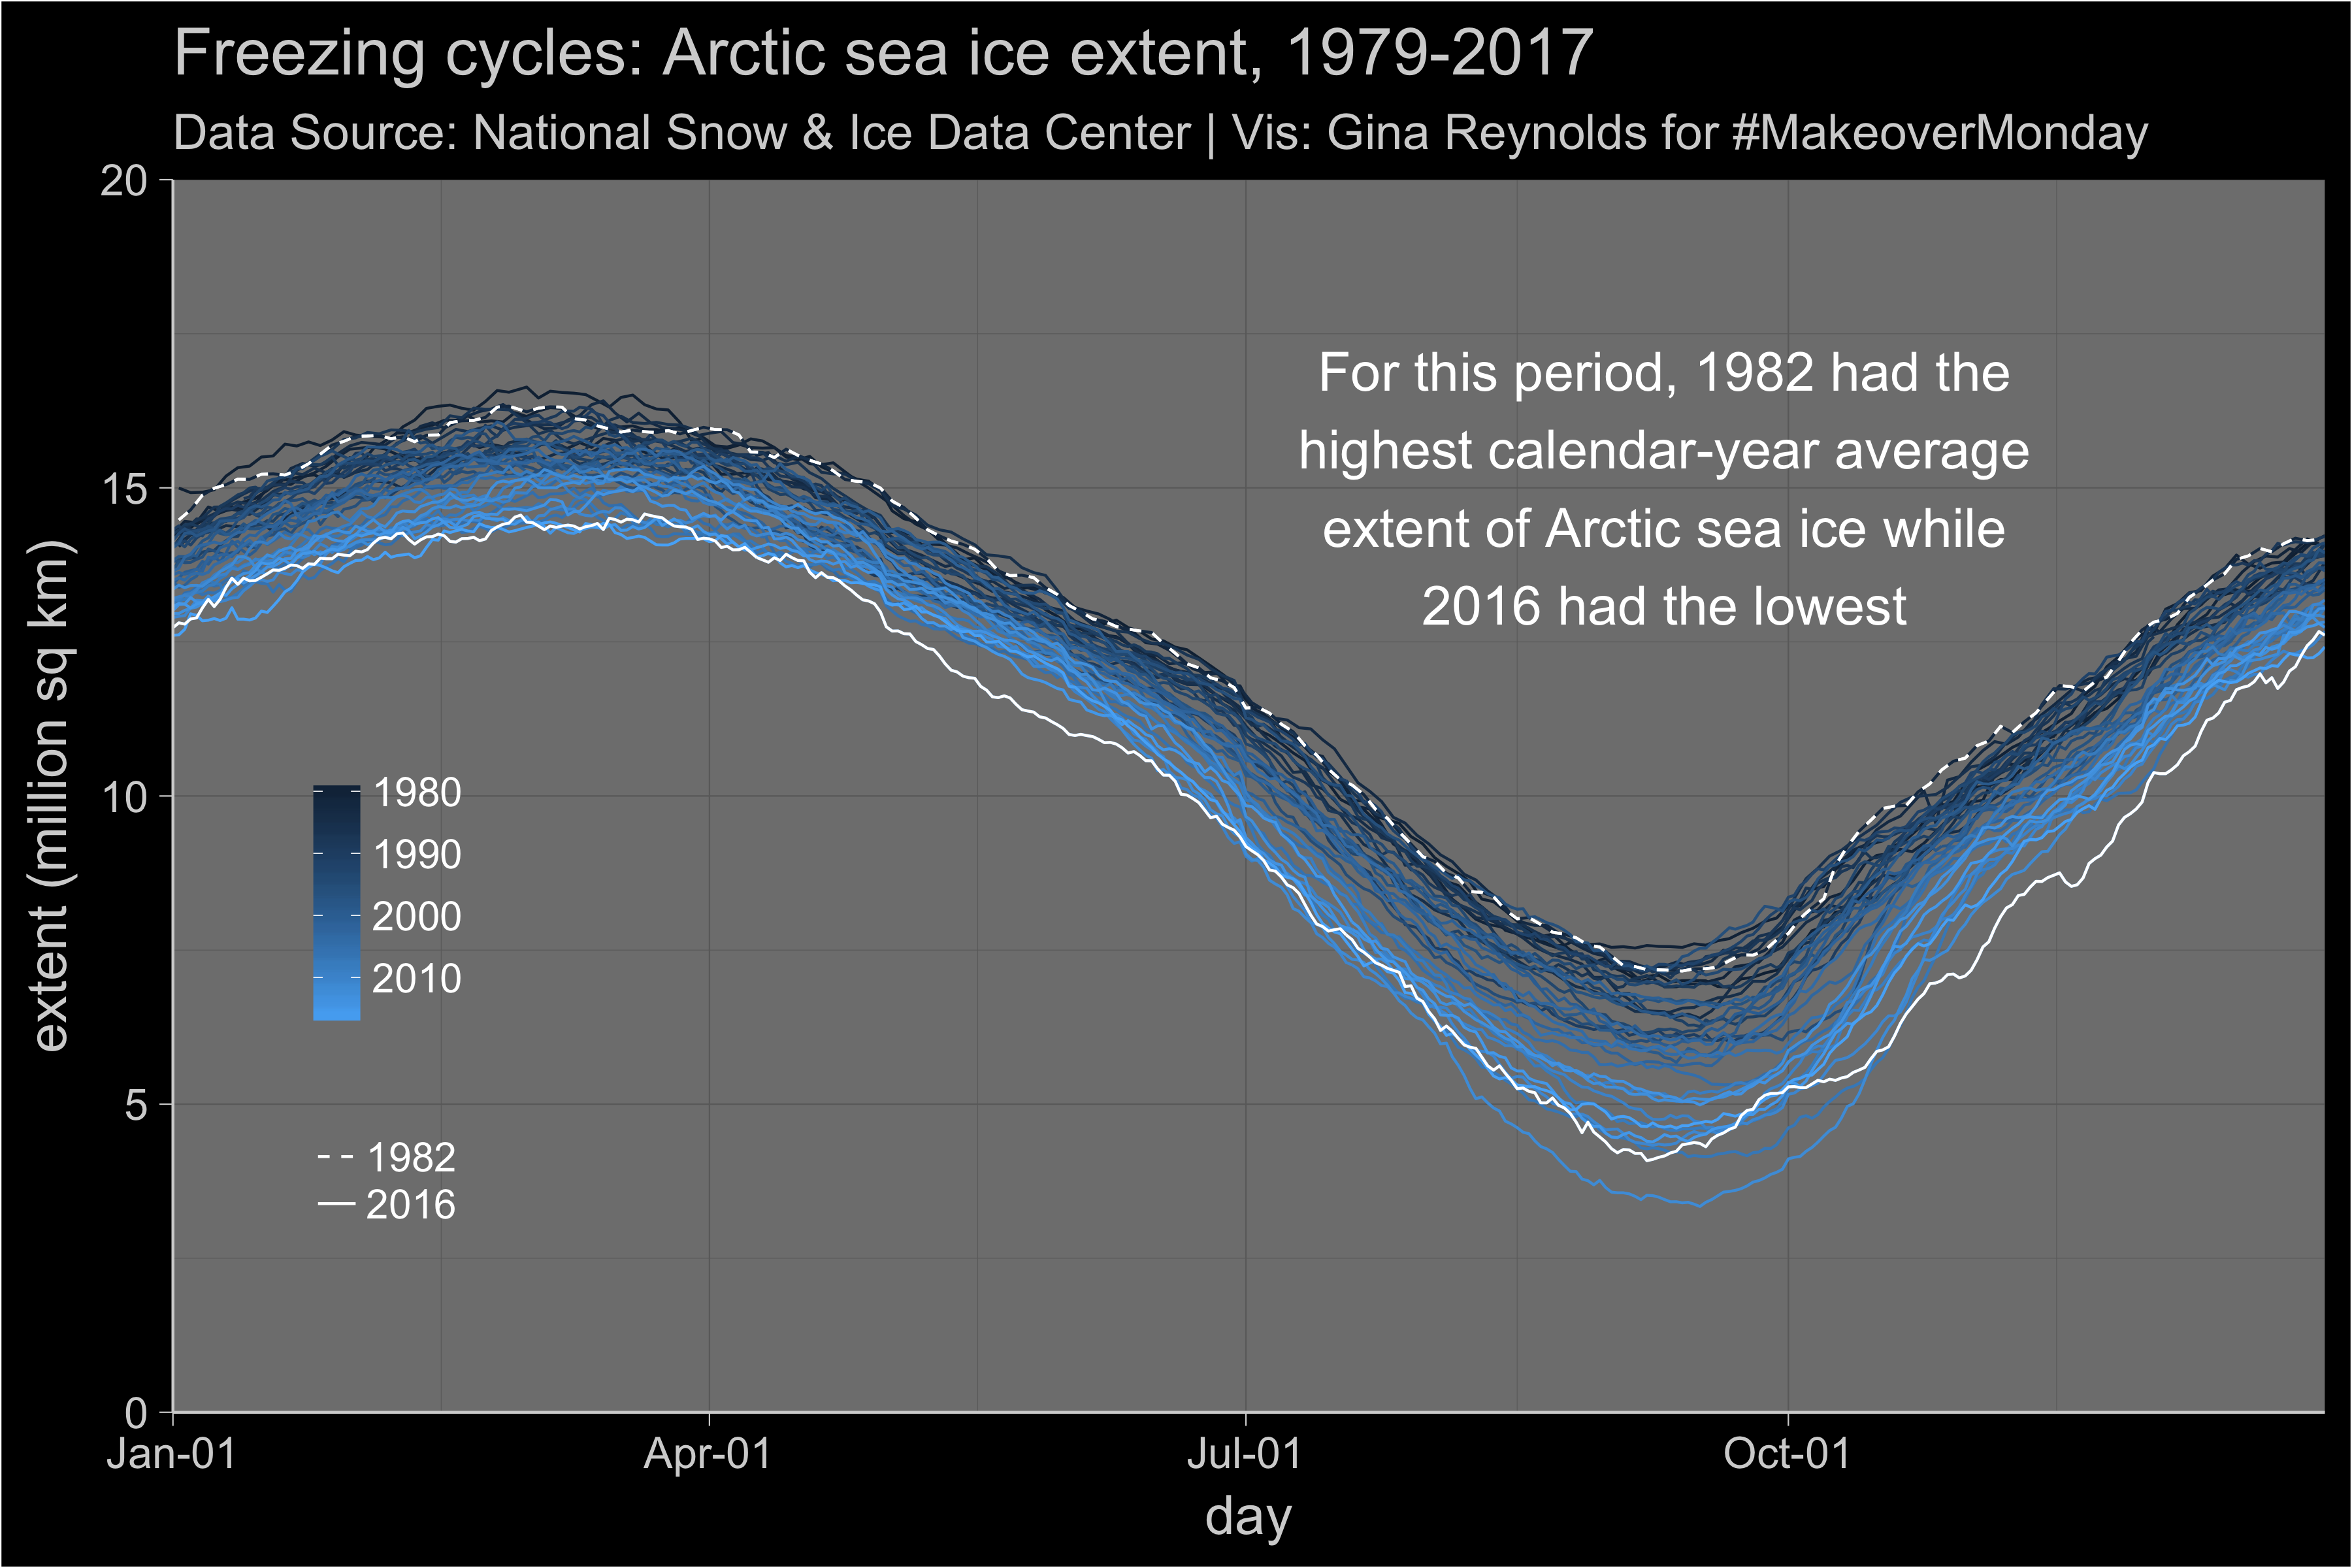 Freezing cycles: Arctic sea ice extent, 1979-2017
Data Source: National Snow & Ice Data Center | Vis: Gina Reynolds for #MakeoverMonday
20
15
10
5
0
extent (million sq km)
For this period, 1982 had the
highest calendar-year average
extent of Arctic sea ice while
2016 had the lowest
1980
1990
2000
2010
1982
2016
Jan-01
Apr-01
Jul-01
Oct-01
day